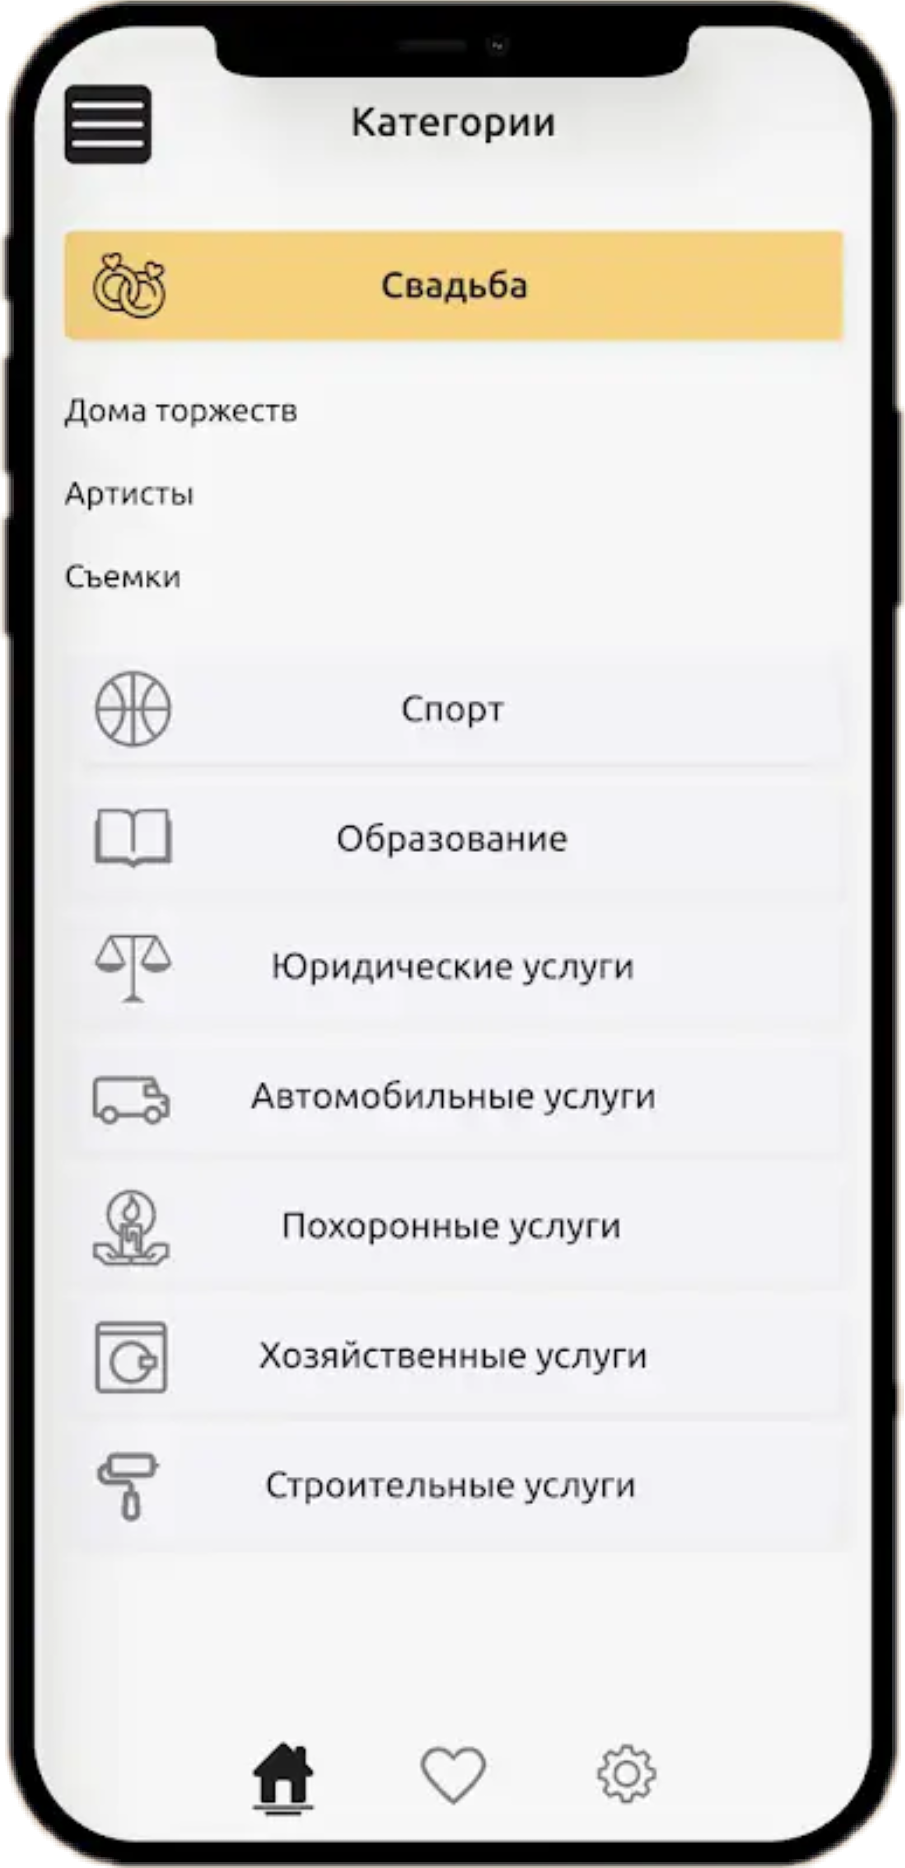 Категории
Свадьба
Дома торжеств
Артисты
Съемки
Спорт
Образование
Юридические услуги
Автомобильные услуги
Похоронные услуги
Хозяйственные услуги
Строительные услуги